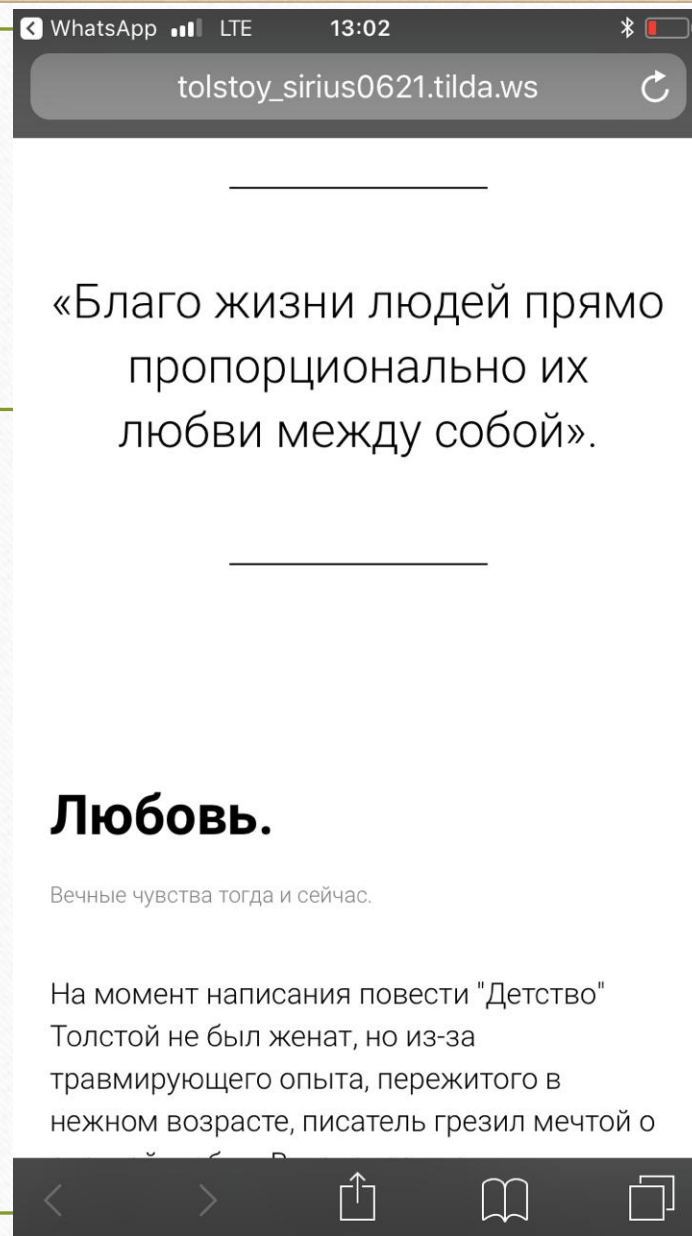 WhatsApp LTE 13:02
tolstoy_sirius0621.tilda.ws
«Благо жизни людей прямо
пропорционально их
любви между собой».
Любовь.
Вечные чувства тогда и сейчас.
На момент написания повести "Детство"
Толстой не был женат, но из-за
травмирующего опыта, пережитого в
нежном возрасте, писатель грезил мечтой о